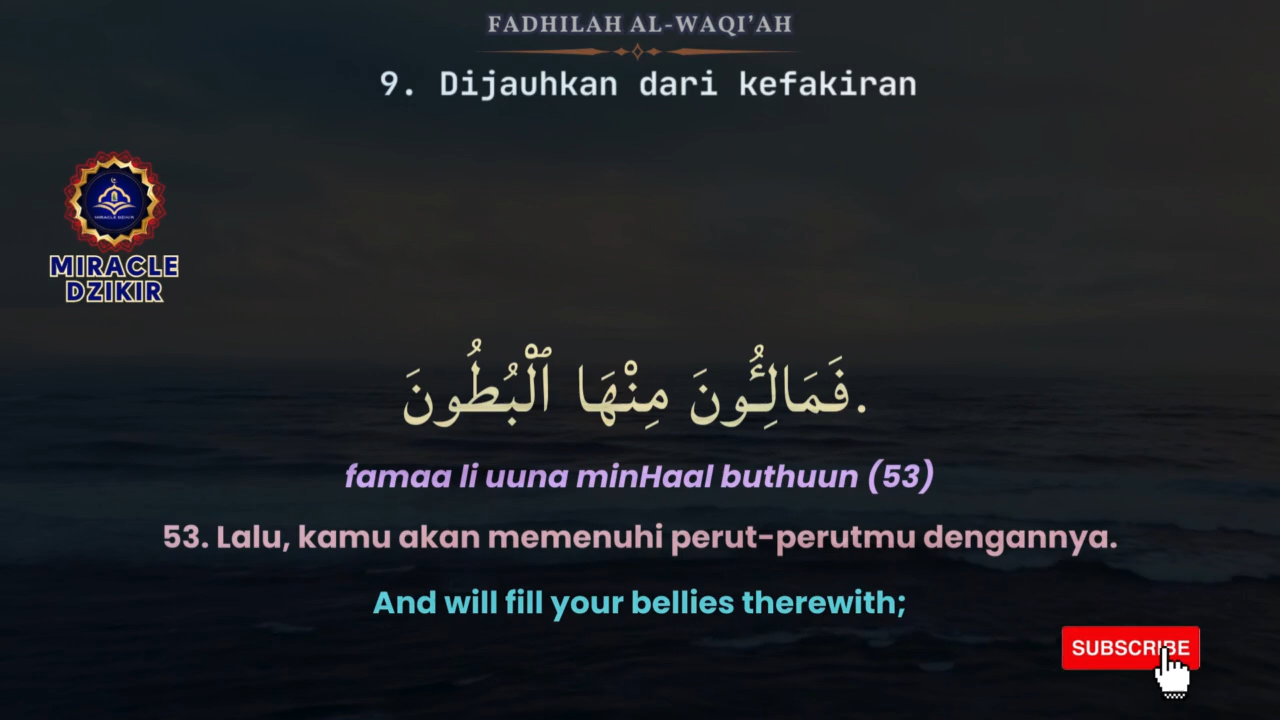 FADHILAH AL-WAQI'AH
9. Dijauhkan dari kefakiran
MIRACLE
DZIKIR
فَمَالِـُٔونَ مِنْهَا ٱلْبُطُونَ.
famaa li uuna minHaal buthuun (53)
53. Lalu, kamu akan memenuhi perut-perutmu dengannya.
And will fill your bellies therewith;
SUBSCRIBE